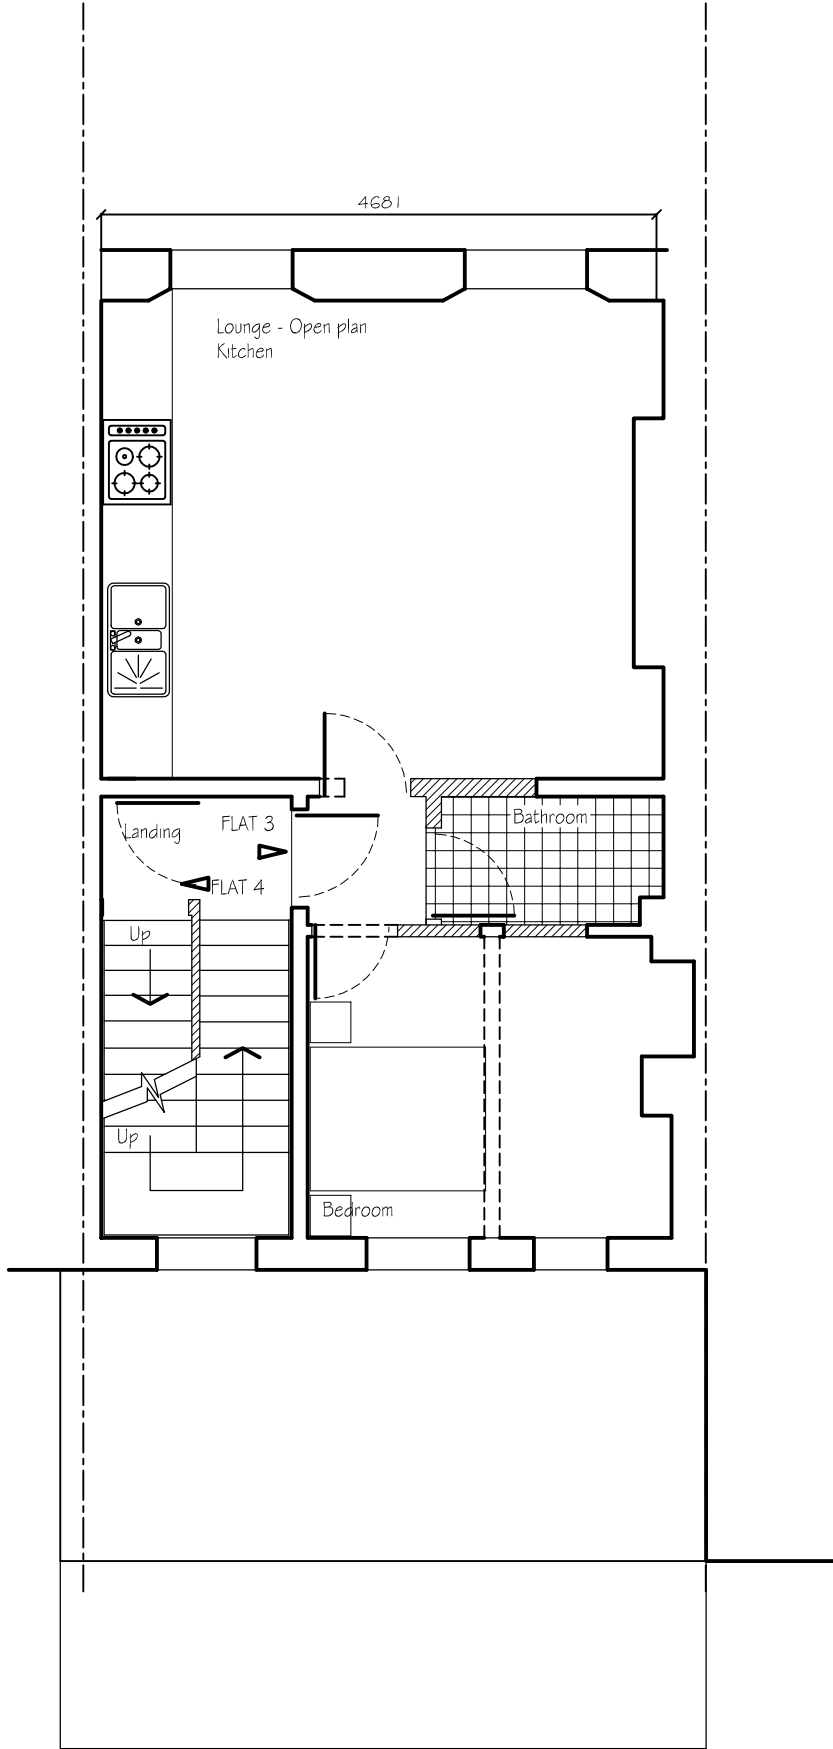 4681
Lounge - Open plan
Kitchen
Bathroom
Landing
FLAT 3
FLAT 4
Up
Up
Bedroom